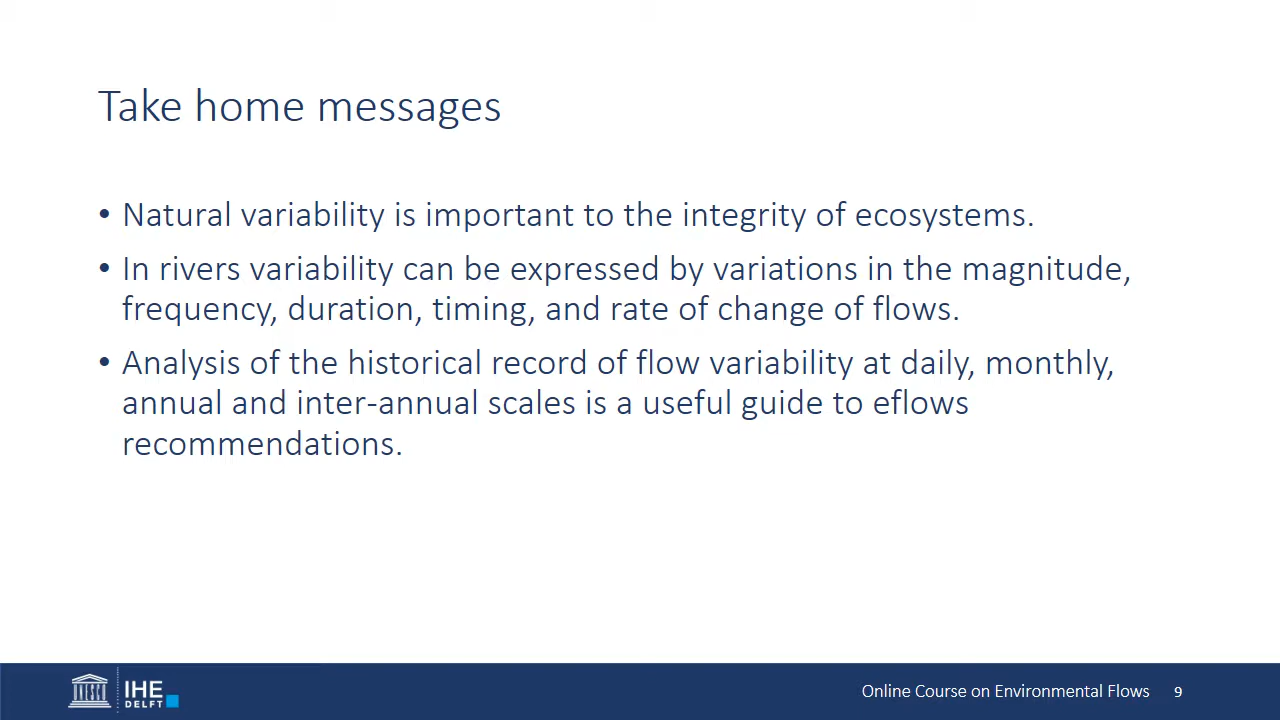 Take home messages
• Natural variability is important to the integrity of ecosystems.
• In rivers variability can be expressed by variations in the magnitude,
frequency, duration, timing, and rate of change of flows.
• Analysis of the historical record of flow variability at daily, monthly,
annual and inter-annual scales is a useful guide to eflows
recommendations.
UNESCO
IHE
DELFT
Online Course on Environmental Flows 9